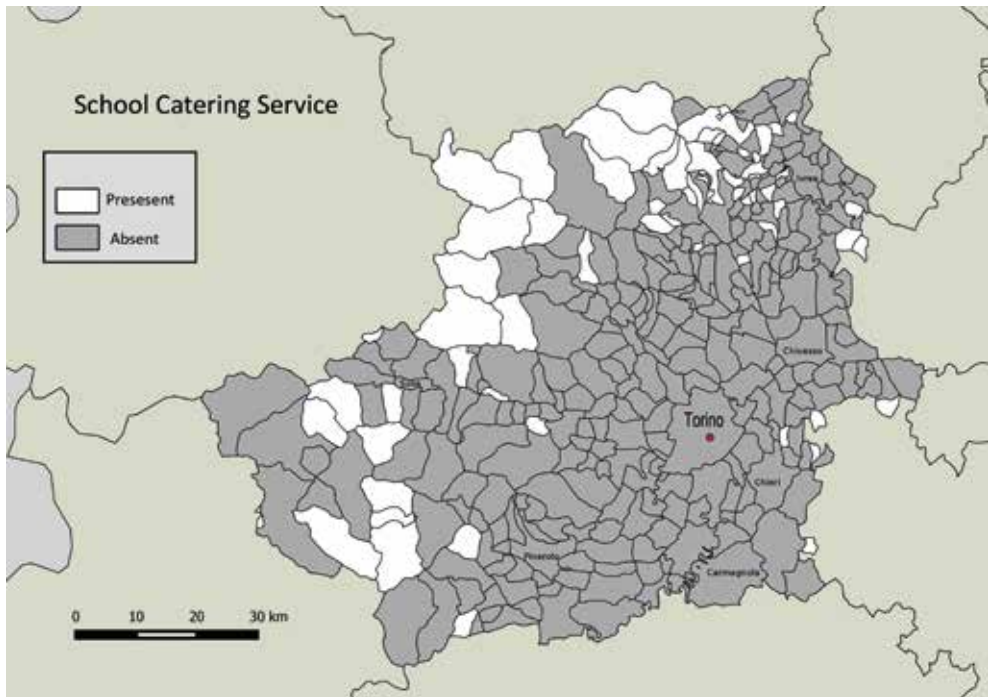 School Catering Service
Presesent
Absent
Ivrea
Chivasso
Torino
Chieri
Pinerolo
Carmagnola
0 10 20 30 km